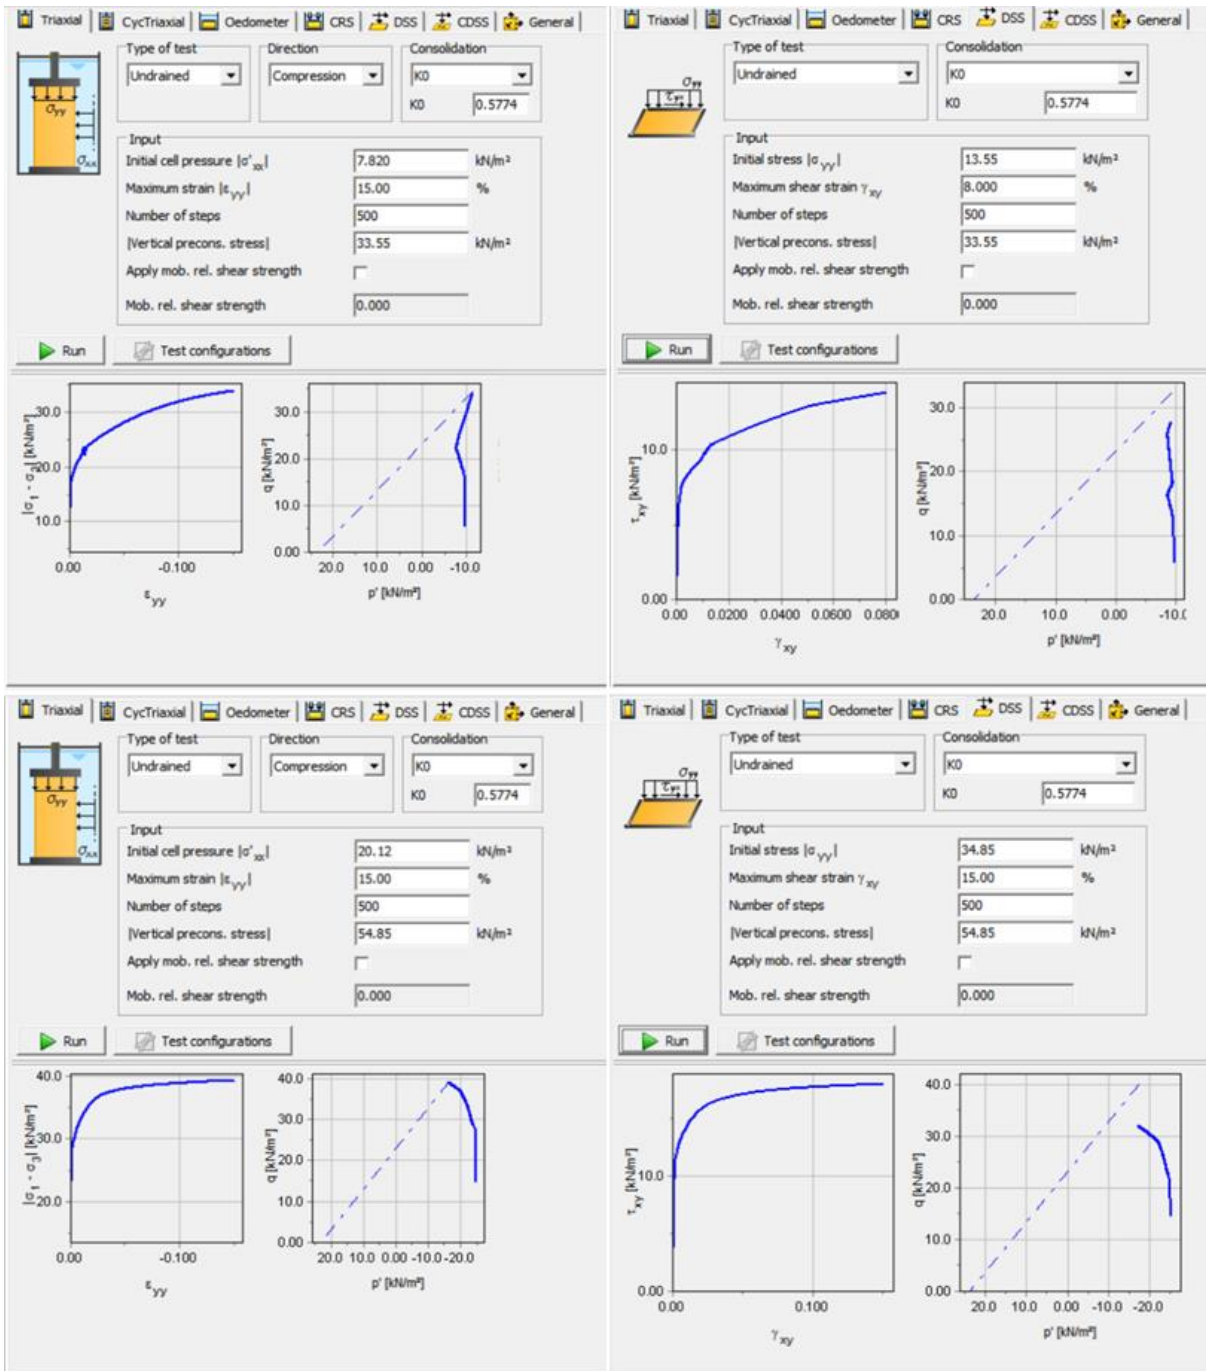 Triaxial CycTriaxial Oedometer CRS DSS CDSS General
Type of test Direction Consolidation
Undrained Compression K0
K0 0.5774
σyy
σxx
Input
Initial cell pressure |σ'xx| 7.820 kN/m²
Maximum strain |εyy| 15.00 %
Number of steps 500
|Vertical precons. stress| 33.55 kN/m²
Apply mob. rel. shear strength
Mob. rel. shear strength 0.000
Run Test configurations
|σ1 - σ3| [kN/m²]
30.0
20.0
10.0
0.00 -0.100
εyy
q [kN/m²]
30.0
20.0
10.0
0.00
20.0 10.0 0.00 -10.0
p' [kN/m²]
Triaxial CycTriaxial Oedometer CRS DSS CDSS General
Type of test Consolidation
Undrained K0
K0 0.5774
σyy
Input
Initial stress |σyy| 13.55 kN/m²
Maximum shear strain γxy 8.000 %
Number of steps 500
|Vertical precons. stress| 33.55 kN/m²
Apply mob. rel. shear strength
Mob. rel. shear strength 0.000
Run Test configurations
τxy [kN/m²]
10.0
0.00
0.00 0.0200 0.0400 0.0600 0.080
γxy
q [kN/m²]
30.0
20.0
10.0
0.00
20.0 10.0 0.00 -10.0
p' [kN/m²]
Triaxial CycTriaxial Oedometer CRS DSS CDSS General
Type of test Direction Consolidation
Undrained Compression K0
K0 0.5774
σyy
σxx
Input
Initial cell pressure |σ'xx| 20.12 kN/m²
Maximum strain |εyy| 15.00 %
Number of steps 500
|Vertical precons. stress| 54.85 kN/m²
Apply mob. rel. shear strength
Mob. rel. shear strength 0.000
Run Test configurations
|σ1 - σ3| [kN/m²]
40.0
30.0
20.0
0.00 -0.100
εyy
q [kN/m²]
40.0
30.0
20.0
10.0
0.00
20.0 10.0 0.00 -10.0 -20.0
p' [kN/m²]
Triaxial CycTriaxial Oedometer CRS DSS CDSS General
Type of test Consolidation
Undrained K0
K0 0.5774
σyy
Input
Initial stress |σyy| 34.85 kN/m²
Maximum shear strain γxy 15.00 %
Number of steps 500
|Vertical precons. stress| 54.85 kN/m²
Apply mob. rel. shear strength
Mob. rel. shear strength 0.000
Run Test configurations
τxy [kN/m²]
10.0
0.00
0.00 0.100
γxy
q [kN/m²]
40.0
30.0
20.0
10.0
0.00
20.0 10.0 0.00 -10.0 -20.0
p' [kN/m²]